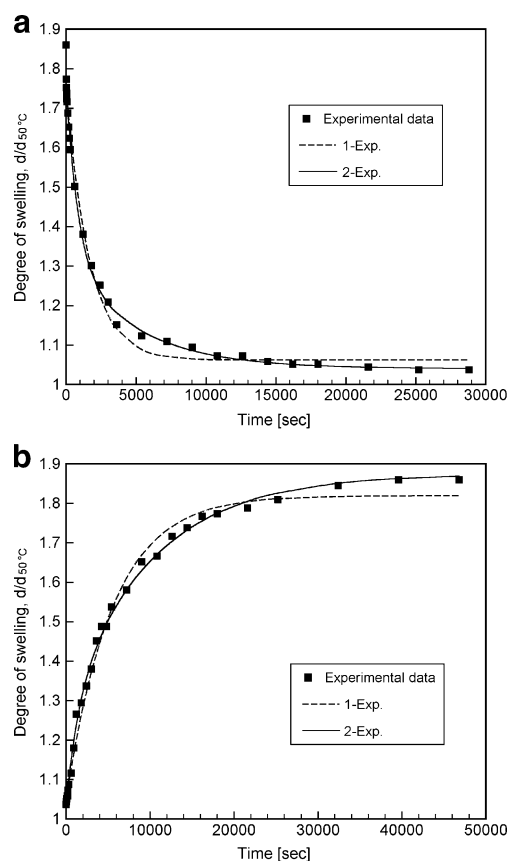 a
1.9
1.8
1.7
1.6
1.5
1.4
1.3
1.2
1.1
1
Degree of swelling, d/d50°C
Experimental data
1-Exp.
2-Exp.
0 5000 10000 15000 20000 25000 30000
Time [sec]
b
1.9
1.8
1.7
1.6
1.5
1.4
1.3
1.2
1.1
1
Degree of swelling, d/d50°C
Experimental data
1-Exp.
2-Exp.
0 10000 20000 30000 40000 50000
Time [sec]